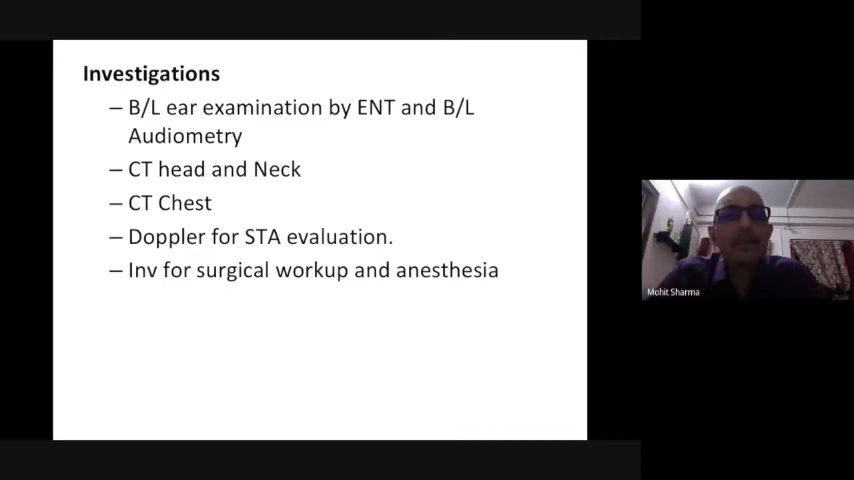 Investigations
– B/L ear examination by ENT and B/L
Audiometry
– CT head and Neck
– CT Chest
– Doppler for STA evaluation.
– Inv for surgical workup and anesthesia
Mohit Sharma